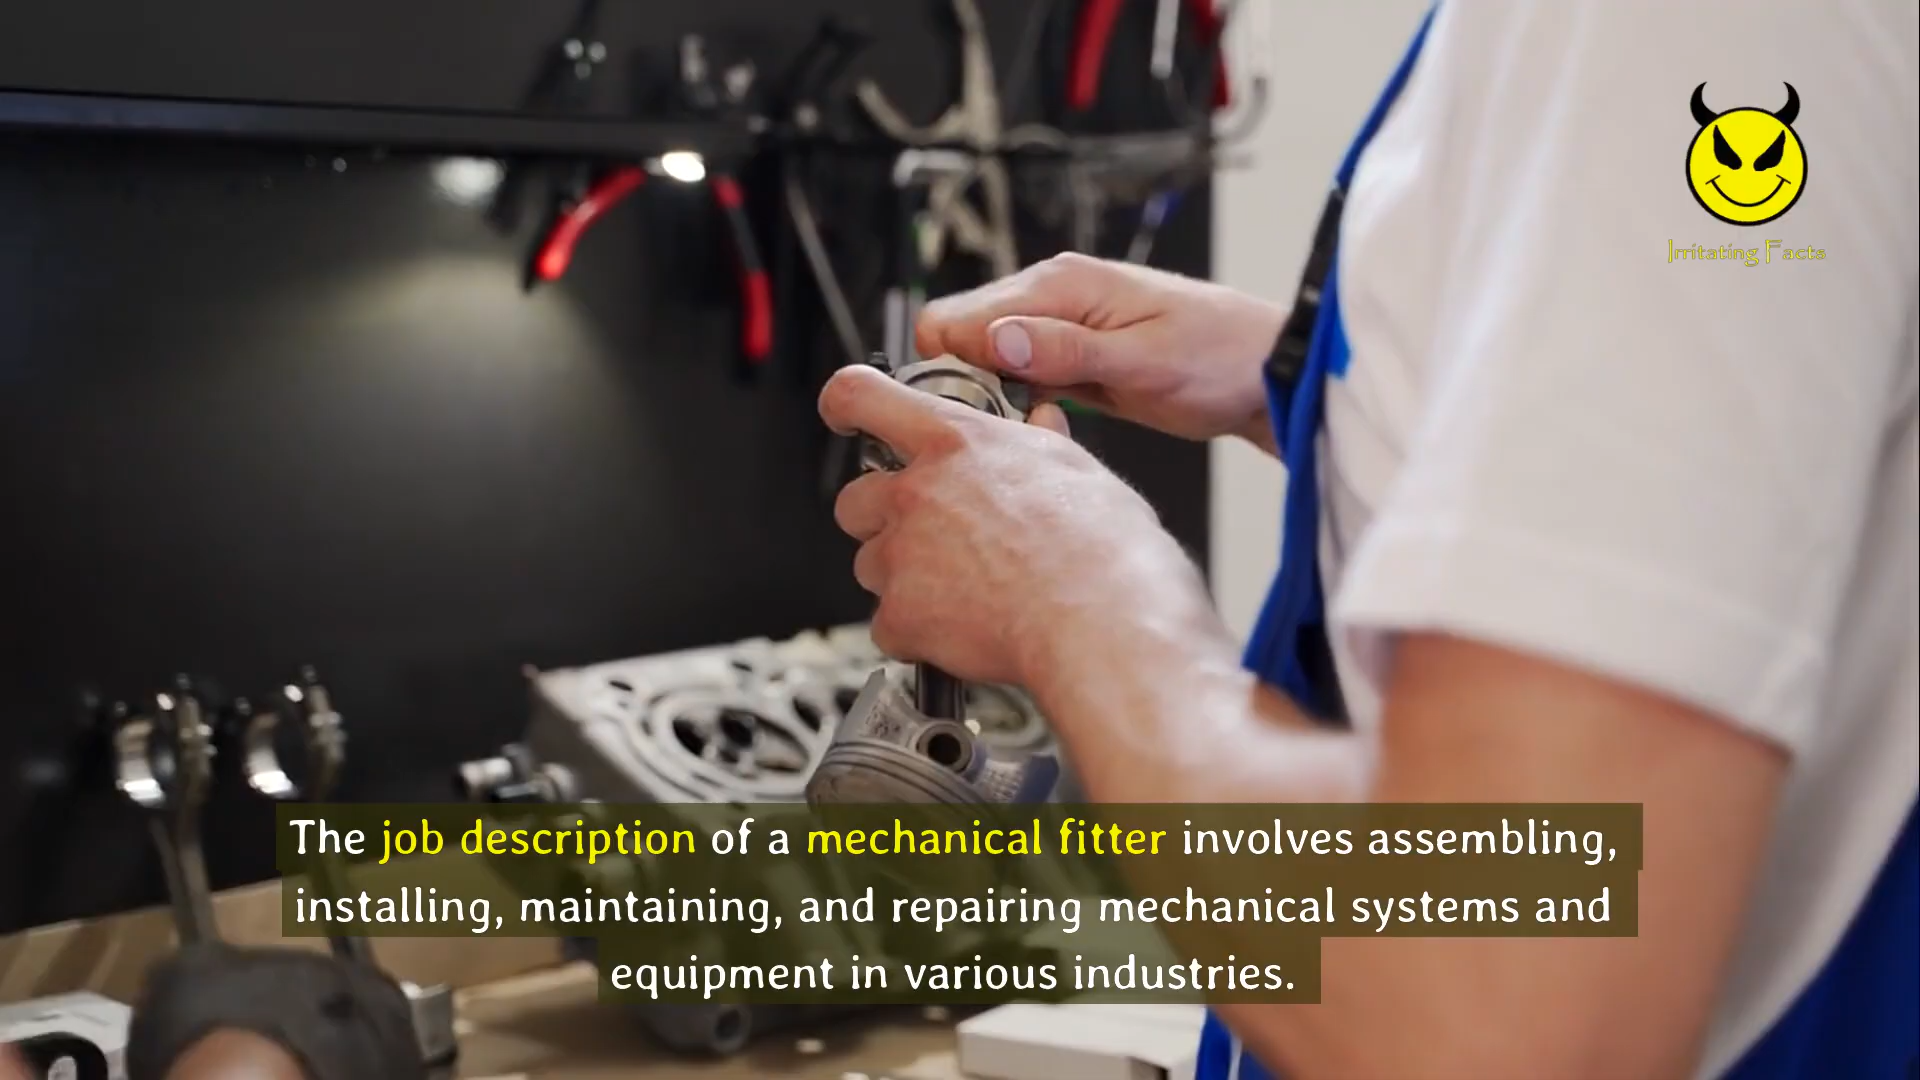 Irritating Facts
The job description of a mechanical fitter involves assembling,
installing, maintaining, and repairing mechanical systems and
equipment in various industries.